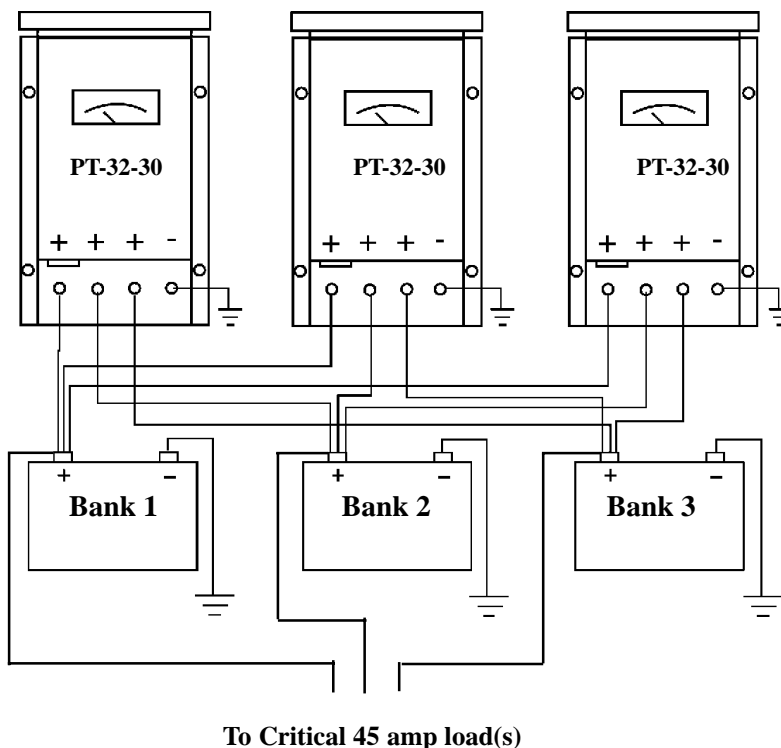 PT-32-30 PT-32-30 PT-32-30
+ + + - + + + - + + + -
+ - + - + -
Bank 1 Bank 2 Bank 3
To Critical 45 amp load(s)